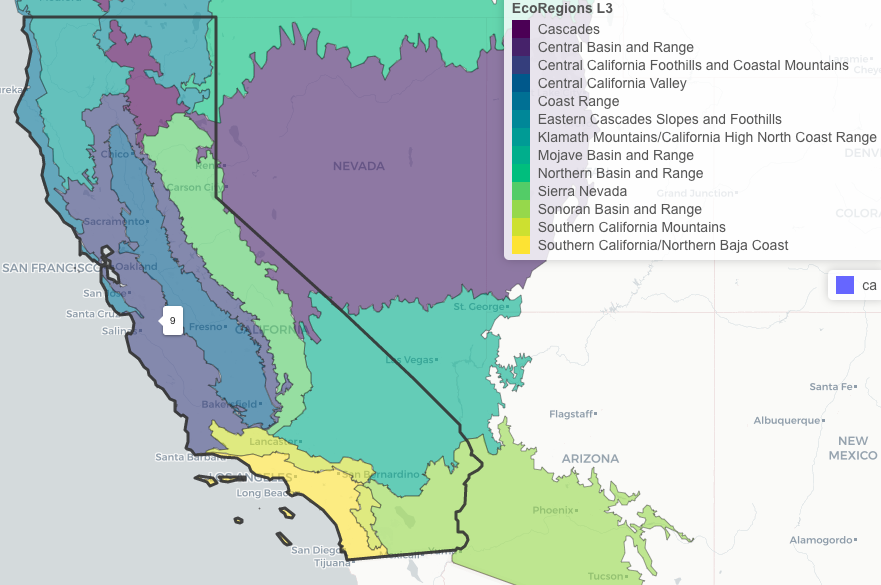 Medford
EcoRegions L3
Cascades
Central Basin and Range
Central California Foothills and Coastal Mountains
Central California Valley
Coast Range
Eastern Cascades Slopes and Foothills
Klamath Mountains/California High North Coast Range
Mojave Basin and Range
Northern Basin and Range
Sierra Nevada
Sonoran Basin and Range
Southern California Mountains
Southern California/Northern Baja Coast
ca
Eureka
Chico
NEVADA
Reno
Carson City
Grand Junction
DENV
COLORA
Sacramento
SAN FRANCISCO
Oakland
San Jose
Santa Cruz
Salinas
9
Fresno
CALIFORNIA
St. George
Las Vegas
Santa Fe
Bakersfield
Flagstaff
Albuquerque
Lancaster
NEW
MEXICO
Santa Barbara
ARIZONA
LOS ANGELES
San Bernardino
Long Beach
Phoenix
Alamogordo
San Diego
Tijuana
Mexicali
Yuma
Tucson